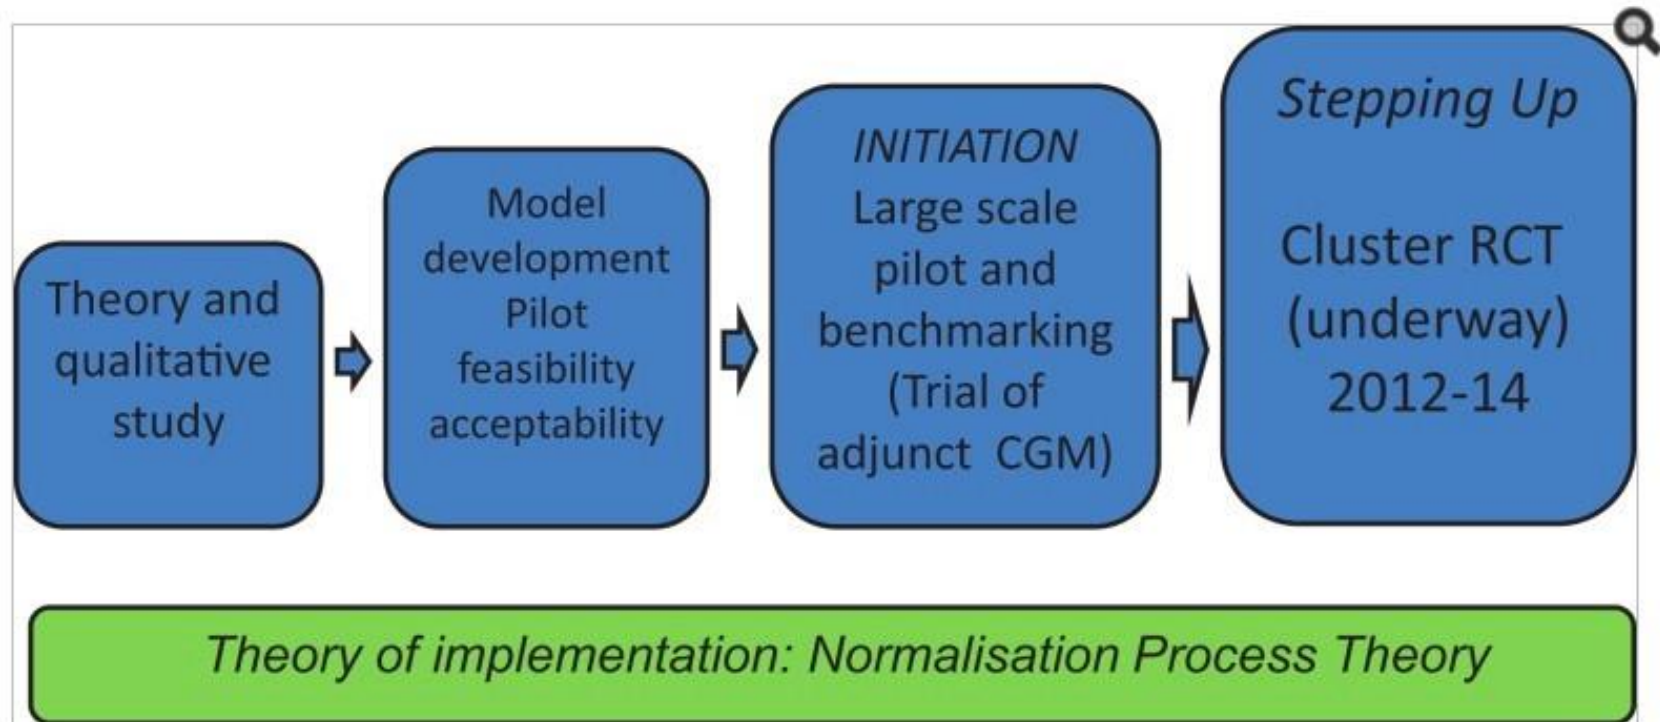 Theory and
qualitative
study
Model
development
Pilot
feasibility
acceptability
INITIATION
Large scale
pilot and
benchmarking
(Trial of
adjunct CGM)
Stepping Up
Cluster RCT
(underway)
2012-14
Theory of implementation: Normalisation Process Theory